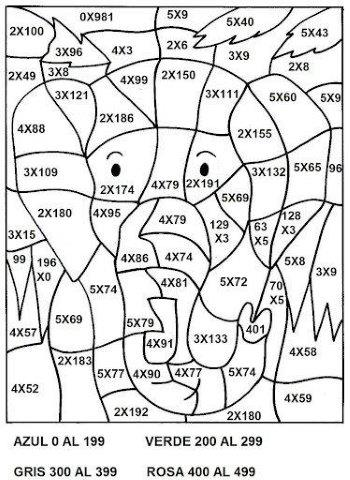 0X981 5X9
2X100 5X40 5X43
3X96 4X3 2X6
3X9
2X49 3X8 2X8
4X99 2X150
3X121 3X111 5X60 5X9
2X186
4X88 2X155
3X109 2X174 4X79 2X191 3X132 5X65 96
5X69
2X180 4X95 4X79 129 X3 63 X5 128 X3
3X15
99 196 X0 4X86 4X74 5X8
3X9
5X74 4X81 5X72 70 X5
5X69 5X79 401
4X57 4X91 3X133
2X183 4X58
4X52 5X77 4X90 4X77 5X74
4X59
2X192 2X180
AZUL 0 AL 199 VERDE 200 AL 299
GRIS 300 AL 399 ROSA 400 AL 499